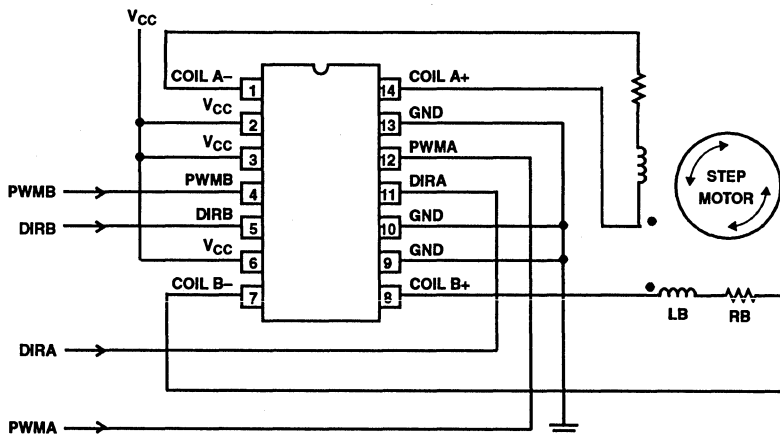 VCC
COIL A–
1
VCC
2
VCC
3
PWMB
PWMB
4
DIRB
DIRB
5
VCC
6
COIL B–
7
14
COIL A+
13
GND
12
PWMA
11
DIRA
10
GND
9
GND
8
COIL B+
STEP
MOTOR
LB
RB
DIRA
PWMA